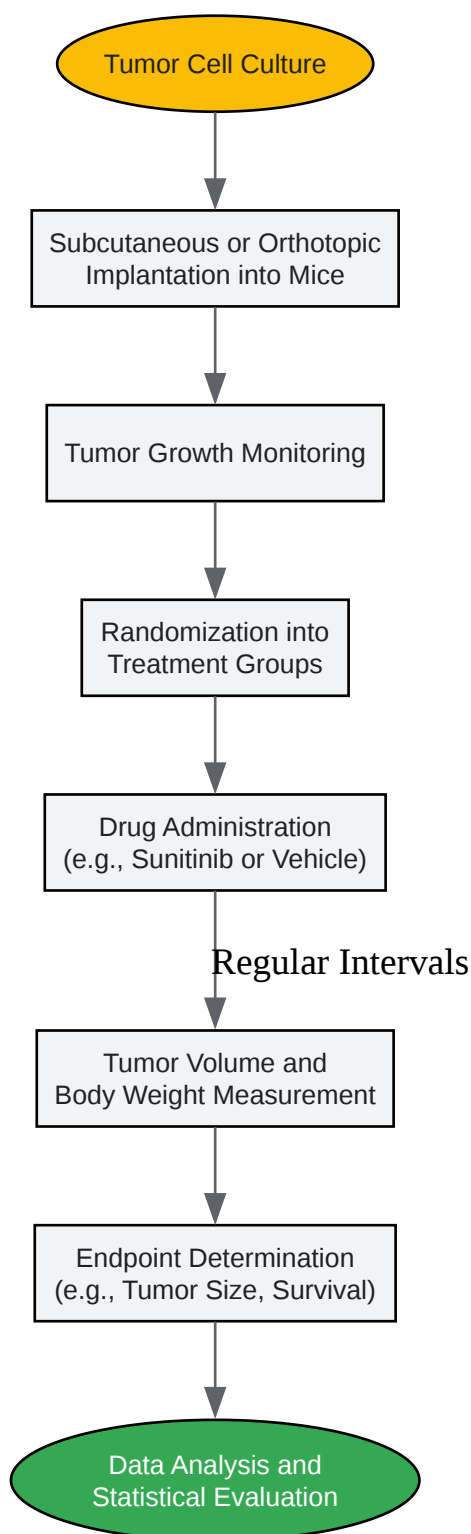 Tumor Cell Culture
Subcutaneous or Orthotopic
Implantation into Mice
Tumor Growth Monitoring
Randomization into
Treatment Groups
Drug Administration
(e.g., Sunitinib or Vehicle)
Regular Intervals
Tumor Volume and
Body Weight Measurement
Endpoint Determination
(e.g., Tumor Size, Survival)
Data Analysis and
Statistical Evaluation